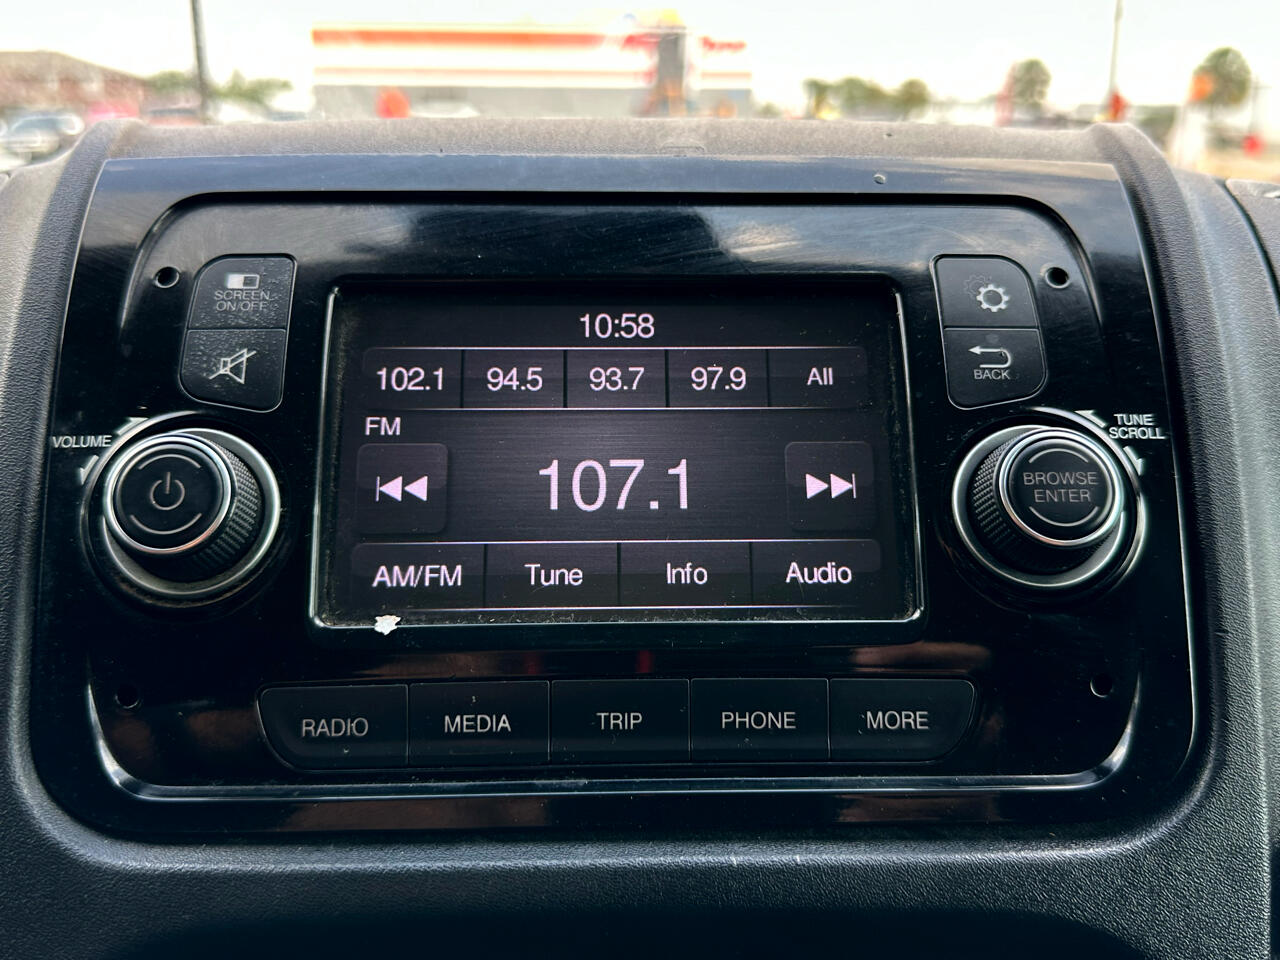 10:58
102.1 94.5 93.7 97.9 All
FM
107.1
AM/FM Tune Info Audio
SCREEN
ON/OFF
BACK
VOLUME
TUNE
SCROLL
BROWSE
ENTER
RADIO MEDIA TRIP PHONE MORE